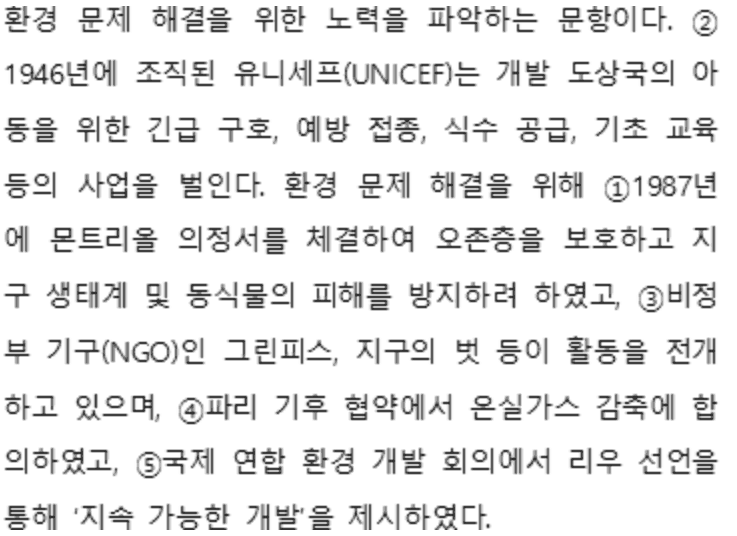 환경 문제 해결을 위한 노력을 파악하는 문항이다. ②
1946년에 조직된 유니세프(UNICEF)는 개발 도상국의 아
동을 위한 긴급 구호, 예방 접종, 식수 공급, 기초 교육
등의 사업을 벌인다. 환경 문제 해결을 위해 ①1987년
에 몬트리올 의정서를 체결하여 오존층을 보호하고 지
구 생태계 및 동식물의 피해를 방지하려 하였고, ③비정
부 기구(NGO)인 그린피스, 지구의 벗 등이 활동을 전개
하고 있으며, ④파리 기후 협약에서 온실가스 감축에 합
의하였고, ⑤국제 연합 환경 개발 회의에서 리우 선언을
통해 ‘지속 가능한 개발’을 제시하였다.